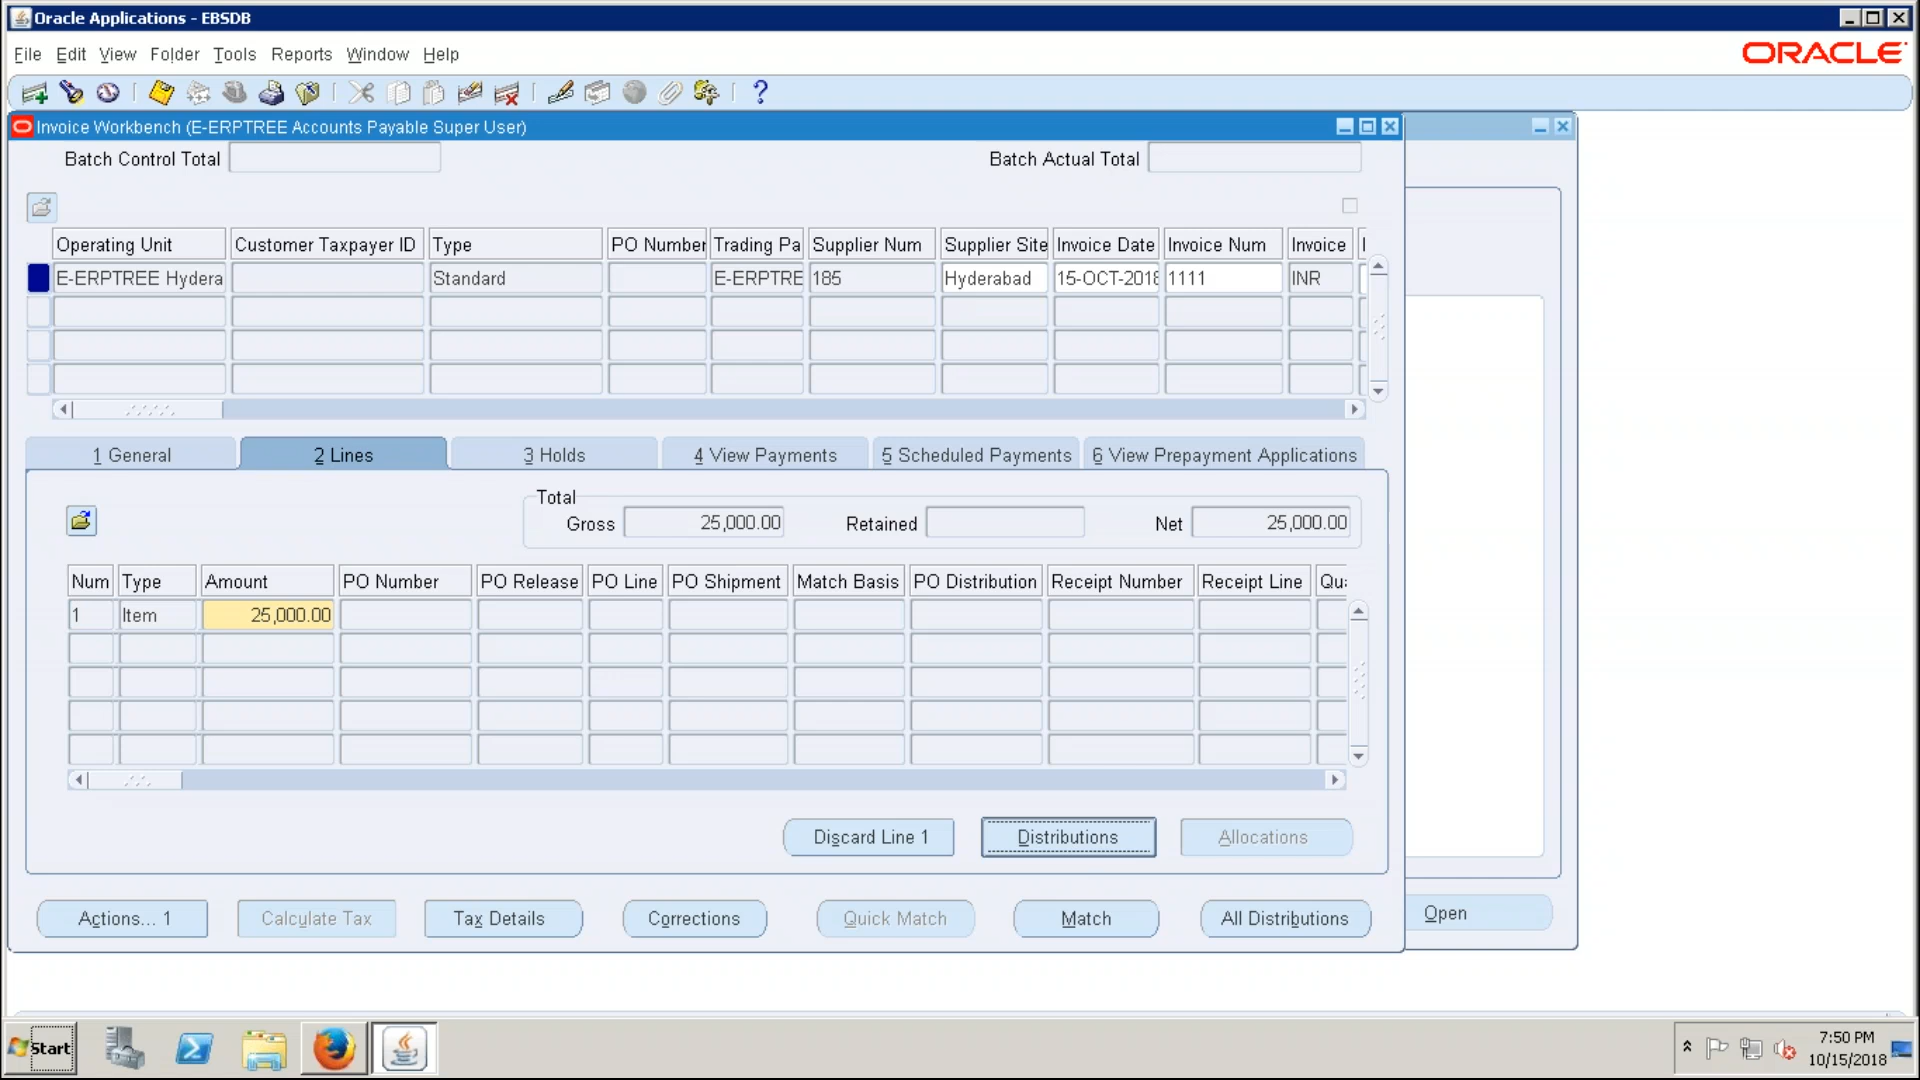 Oracle Applications - EBSDB
File Edit View Folder Tools Reports Window Help
ORACLE
Invoice Workbench (E-ERPTREE Accounts Payable Super User)
Batch Control Total
Batch Actual Total
Operating Unit Customer Taxpayer ID Type PO Number Trading Pa Supplier Num Supplier Site Invoice Date Invoice Num Invoice
E-ERPTREE Hydera Standard E-ERPTRE 185 Hyderabad 15-OCT-2018 1111 INR
1 General 2 Lines 3 Holds 4 View Payments 5 Scheduled Payments 6 View Prepayment Applications
Total
Gross 25,000.00 Retained Net 25,000.00
Num Type Amount PO Number PO Release PO Line PO Shipment Match Basis PO Distribution Receipt Number Receipt Line Qua
1 Item 25,000.00
Discard Line 1 Distributions Allocations
Actions... 1 Calculate Tax Tax Details Corrections Quick Match Match All Distributions Open
Start
7:50 PM
10/15/2018